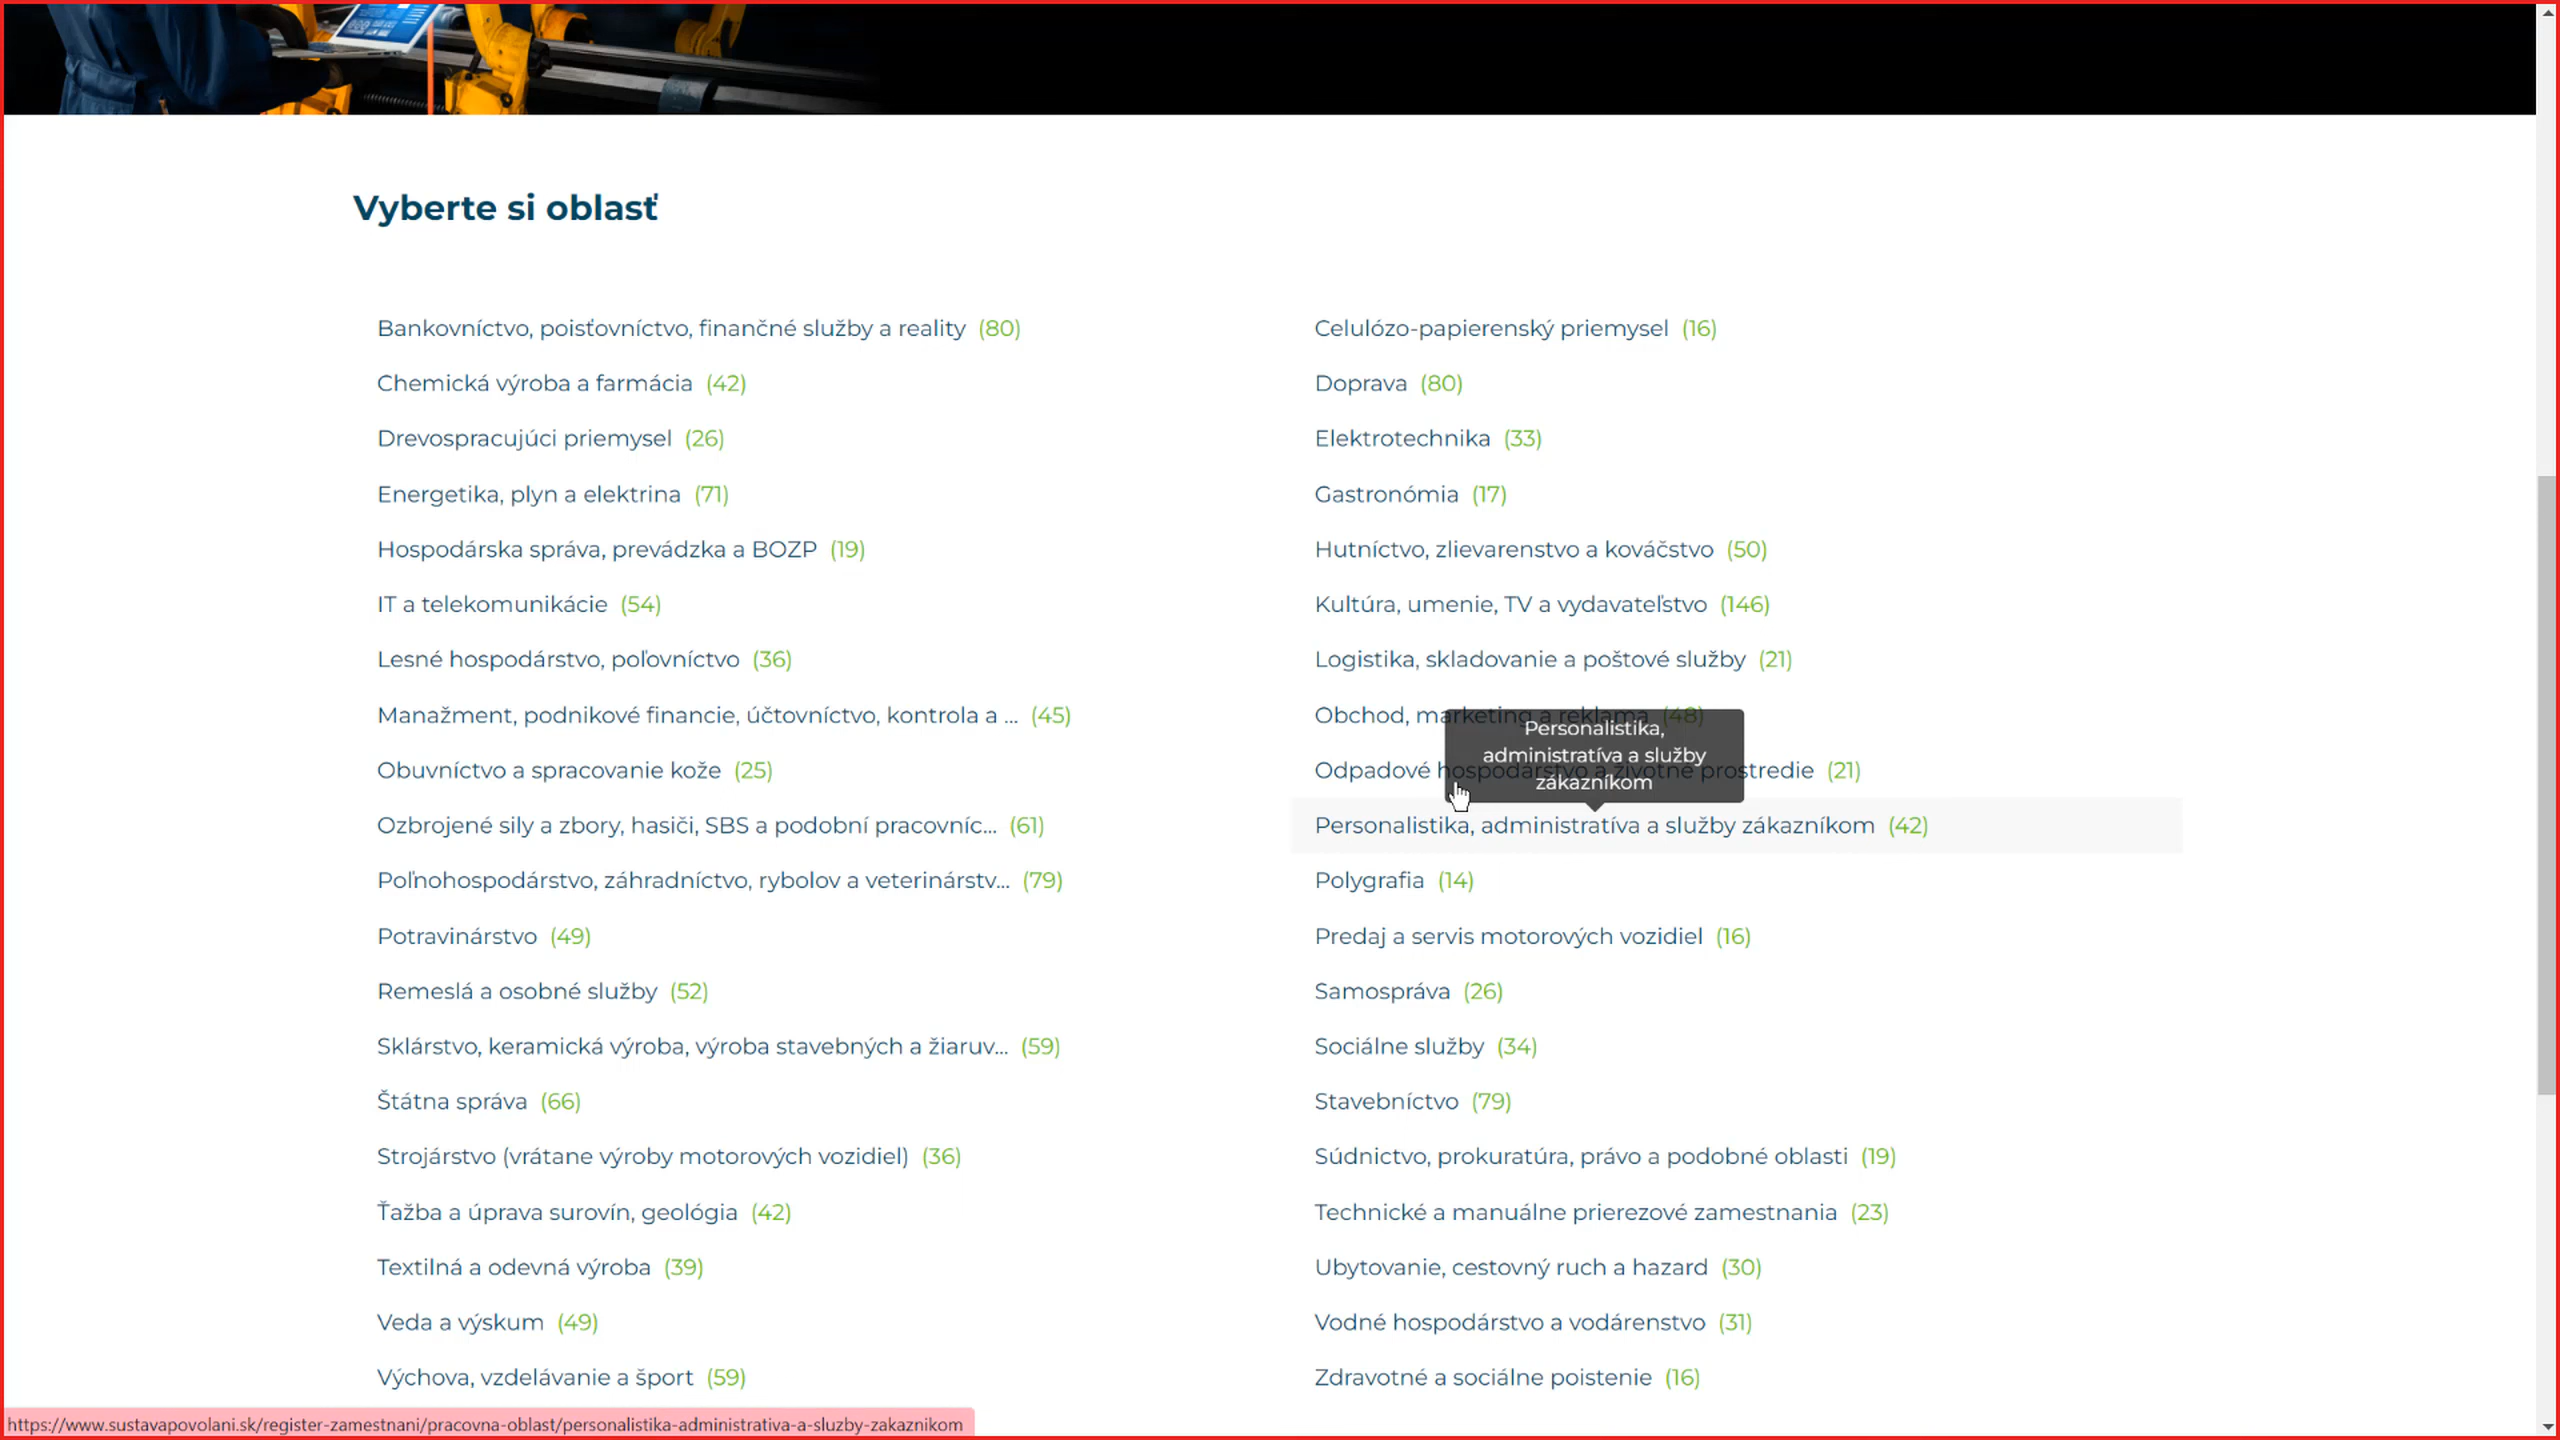 Vyberte si oblasť
Bankovníctvo, poisťovníctvo, finančné služby a reality (80)
Celulózo-papierenský priemysel (16)
Chemická výroba a farmácia (42)
Doprava (80)
Drevospracujúci priemysel (26)
Elektrotechnika (33)
Energetika, plyn a elektrina (71)
Gastronómia (17)
Hospodárska správa, prevádzka a BOZP (19)
Hutníctvo, zlievarenstvo a kováčstvo (50)
IT a telekomunikácie (54)
Kultúra, umenie, TV a vydavateľstvo (146)
Lesné hospodárstvo, poľovníctvo (36)
Logistika, skladovanie a poštové služby (21)
Manažment, podnikové financie, účtovníctvo, kontrola a ... (45)
Obchod, marketing a reklama (48)
Personalistika,
administratíva a služby
zákazníkom
Obuvníctvo a spracovanie kože (25)
Odpadové hospodárstvo a životné prostredie (21)
Ozbrojené sily a zbory, hasiči, SBS a podobní pracovníc... (61)
Personalistika, administratíva a služby zákazníkom (42)
Poľnohospodárstvo, záhradníctvo, rybolov a veterinárstv... (79)
Polygrafia (14)
Potravinárstvo (49)
Predaj a servis motorových vozidiel (16)
Remeslá a osobné služby (52)
Samospráva (26)
Sklárstvo, keramická výroba, výroba stavebných a žiaruv... (59)
Sociálne služby (34)
Štátna správa (66)
Stavebníctvo (79)
Strojárstvo (vrátane výroby motorových vozidiel) (36)
Súdnictvo, prokuratúra, právo a podobné oblasti (19)
Ťažba a úprava surovín, geológia (42)
Technické a manuálne prierezové zamestnania (23)
Textilná a odevná výroba (39)
Ubytovanie, cestovný ruch a hazard (30)
Veda a výskum (49)
Vodné hospodárstvo a vodárenstvo (31)
Výchova, vzdelávanie a šport (59)
Zdravotné a sociálne poistenie (16)
https://www.sustavapovolani.sk/register-zamestnani/pracovna-oblast/personalistika-administrativa-a-sluzby-zakaznikom